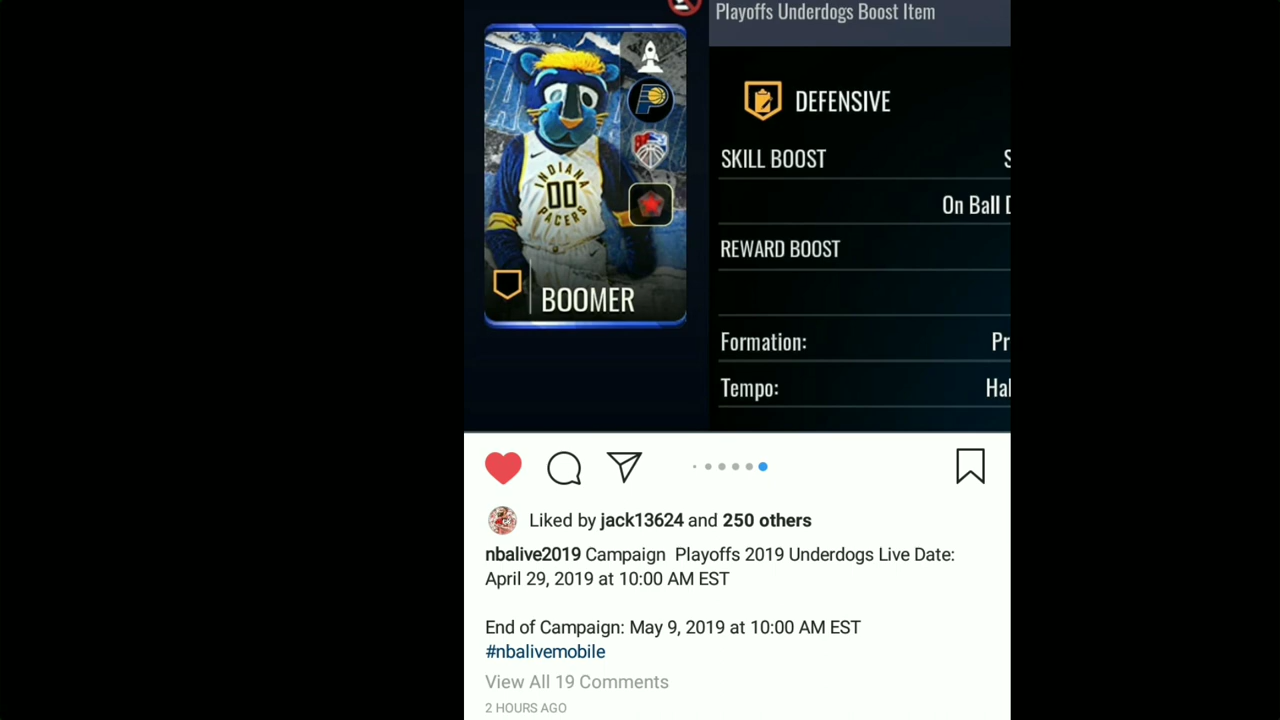 Playoffs Underdogs Boost Item
DEFENSIVE
SKILL BOOST
On Ball
REWARD BOOST
Formation:
Tempo:
INDIANA
00
PACERS
BOOMER
Liked by jack13624 and 250 others
nbalive2019 Campaign Playoffs 2019 Underdogs Live Date:
April 29, 2019 at 10:00 AM EST
End of Campaign: May 9, 2019 at 10:00 AM EST
#nbalivemobile
View All 19 Comments
2 HOURS AGO